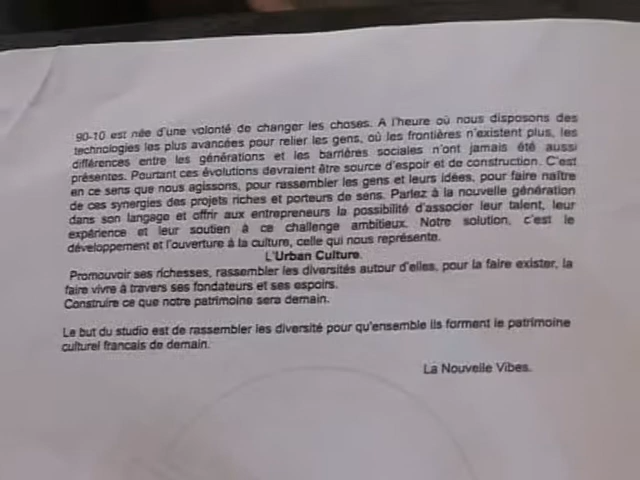 90-10 est née d'une volonté de changer les choses. A l'heure où nous disposons des
technologies les plus avancées pour relier les gens, où les frontières n'existent plus, les
différences entre les générations et les barrières sociales n'ont jamais été aussi
présentes. Pourtant ces évolutions devraient être source d'espoir et de construction. C'est
en ce sens que nous agissons, pour rassembler les gens et leurs idées, pour faire naître
de ces synergies des projets riches et porteurs de sens. Parlez à la nouvelle génération
dans son langage et offrir aux entrepreneurs la possibilité d'associer leur talent, leur
expérience et leur soutien à ce challenge ambitieux. Notre solution, c'est le
développement et l'ouverture à la culture, celle qui nous représente.
L'Urban Culture.
Promouvoir ses richesses, rassembler les diversités autour d'elles, pour la faire exister, la
faire vivre à travers ses fondateurs et ses espoirs.
Construire ce que notre patrimoine sera demain.
Le but du studio est de rassembler les diversité pour qu'ensemble ils forment le patrimoine
culturel francais de demain.
La Nouvelle Vibes.